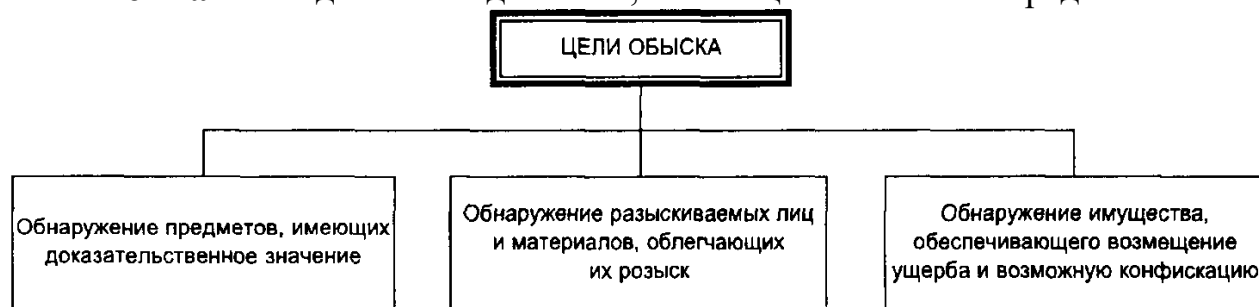 ЦЕЛИ ОБЫСКА
Обнаружение предметов, имеющих
доказательственное значение
Обнаружение разыскиваемых лиц
и материалов, облегчающих
их розыск
Обнаружение имущества,
обеспечивающего возмещение
ущерба и возможную конфискацию